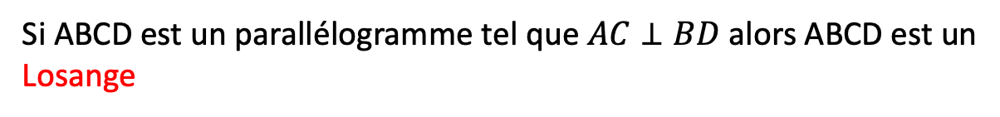 Si ABCD est un parallélogramme tel que AC ⊥ BD alors ABCD est un
Losange